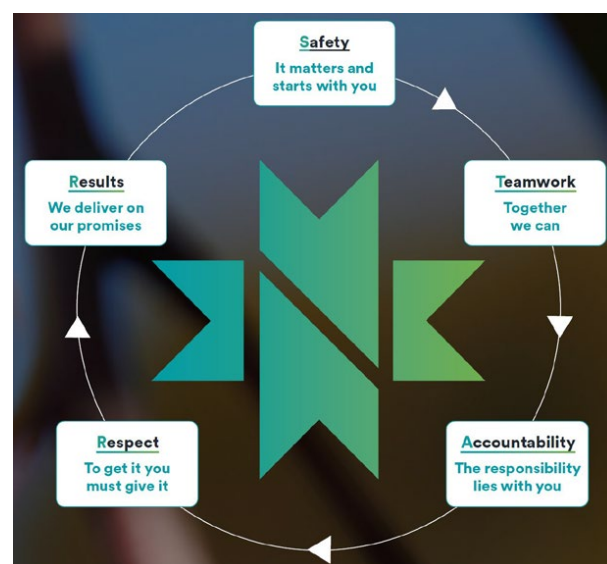 Safety
It matters and
starts with you
Teamwork
Together
we can
Accountability
The responsibility
lies with you
Respect
To get it you
must give it
Results
We deliver on
our promises